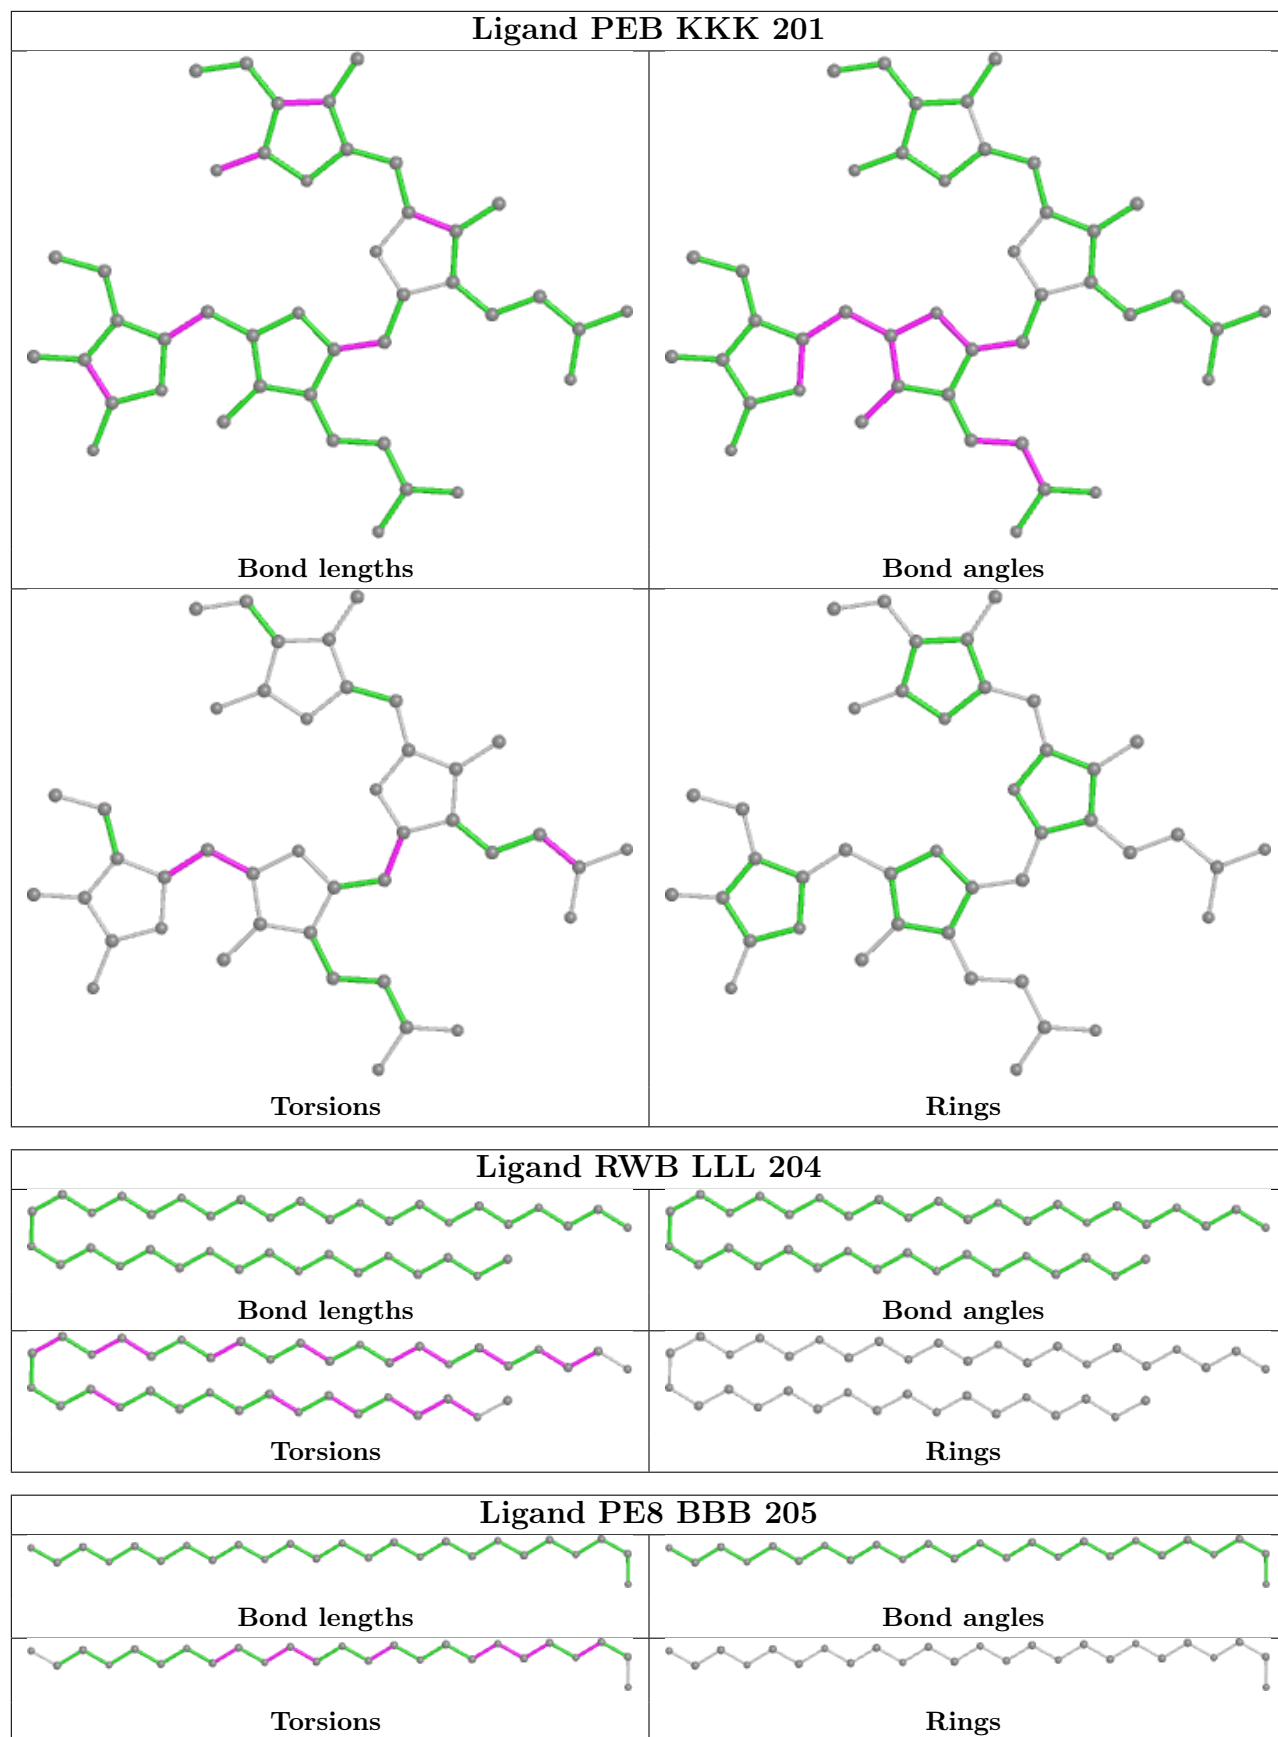 Ligand PEB KKK 201
Bond lengths
Bond angles
Torsions
Rings
Ligand RWB LLL 204
Bond lengths
Bond angles
Torsions
Rings
Ligand PE8 BBB 205
Bond lengths
Bond angles
Torsions
Rings